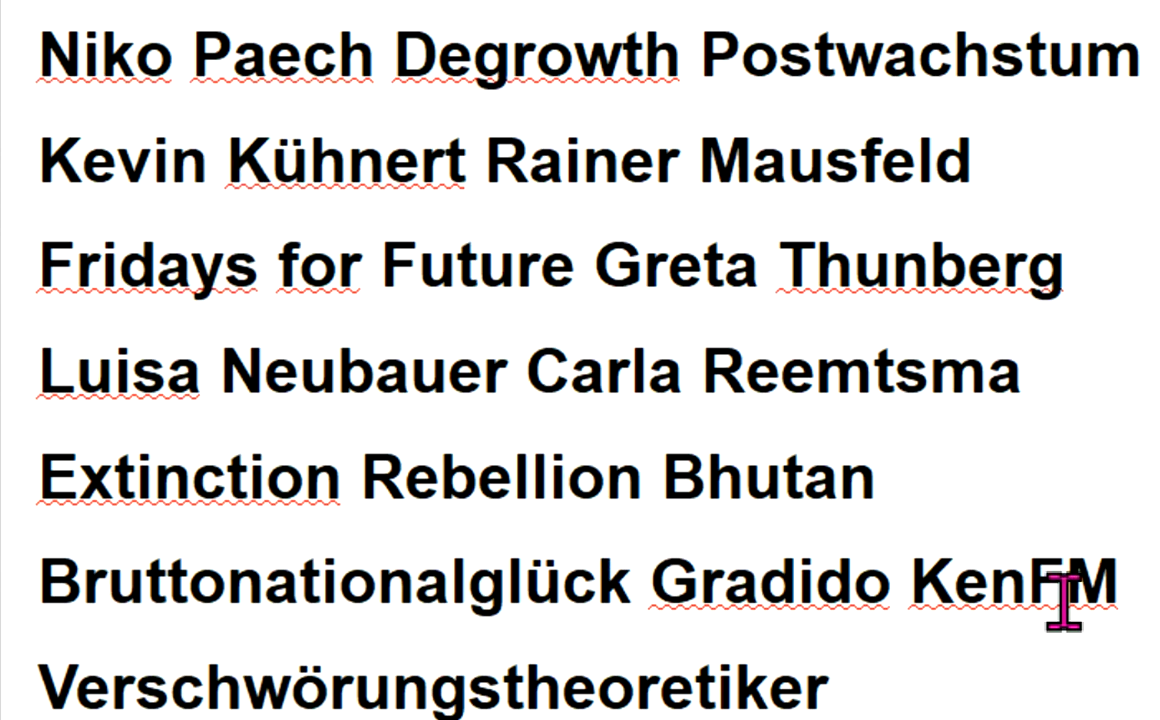 Niko Paech Degrowth Postwachstum
Kevin Kühnert Rainer Mausfeld
Fridays for Future Greta Thunberg
Luisa Neubauer Carla Reemtsma
Extinction Rebellion Bhutan
Bruttonationalglück Gradido KenFM
Verschwörungstheoretiker